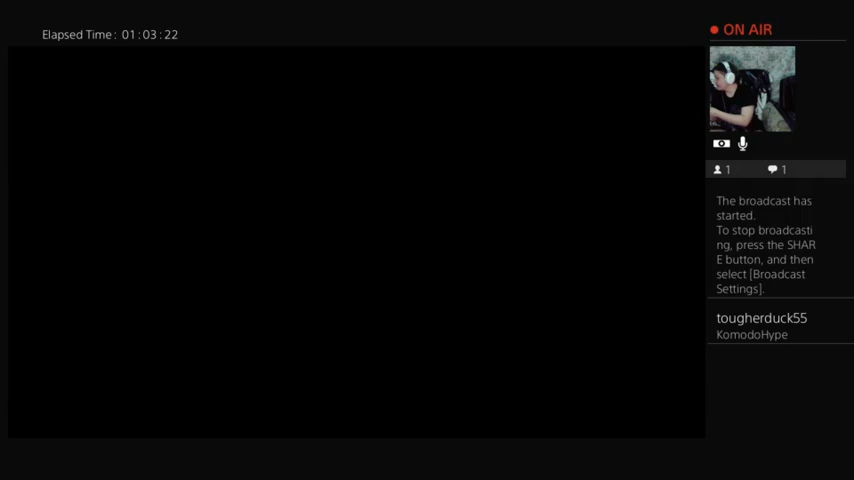 Elapsed Time : 01 : 03 : 22
ON AIR
1 1
The broadcast has
started.
To stop broadcasti
ng, press the SHAR
E button, and then
select [Broadcast
Settings].
tougherduck55
KomodoHype